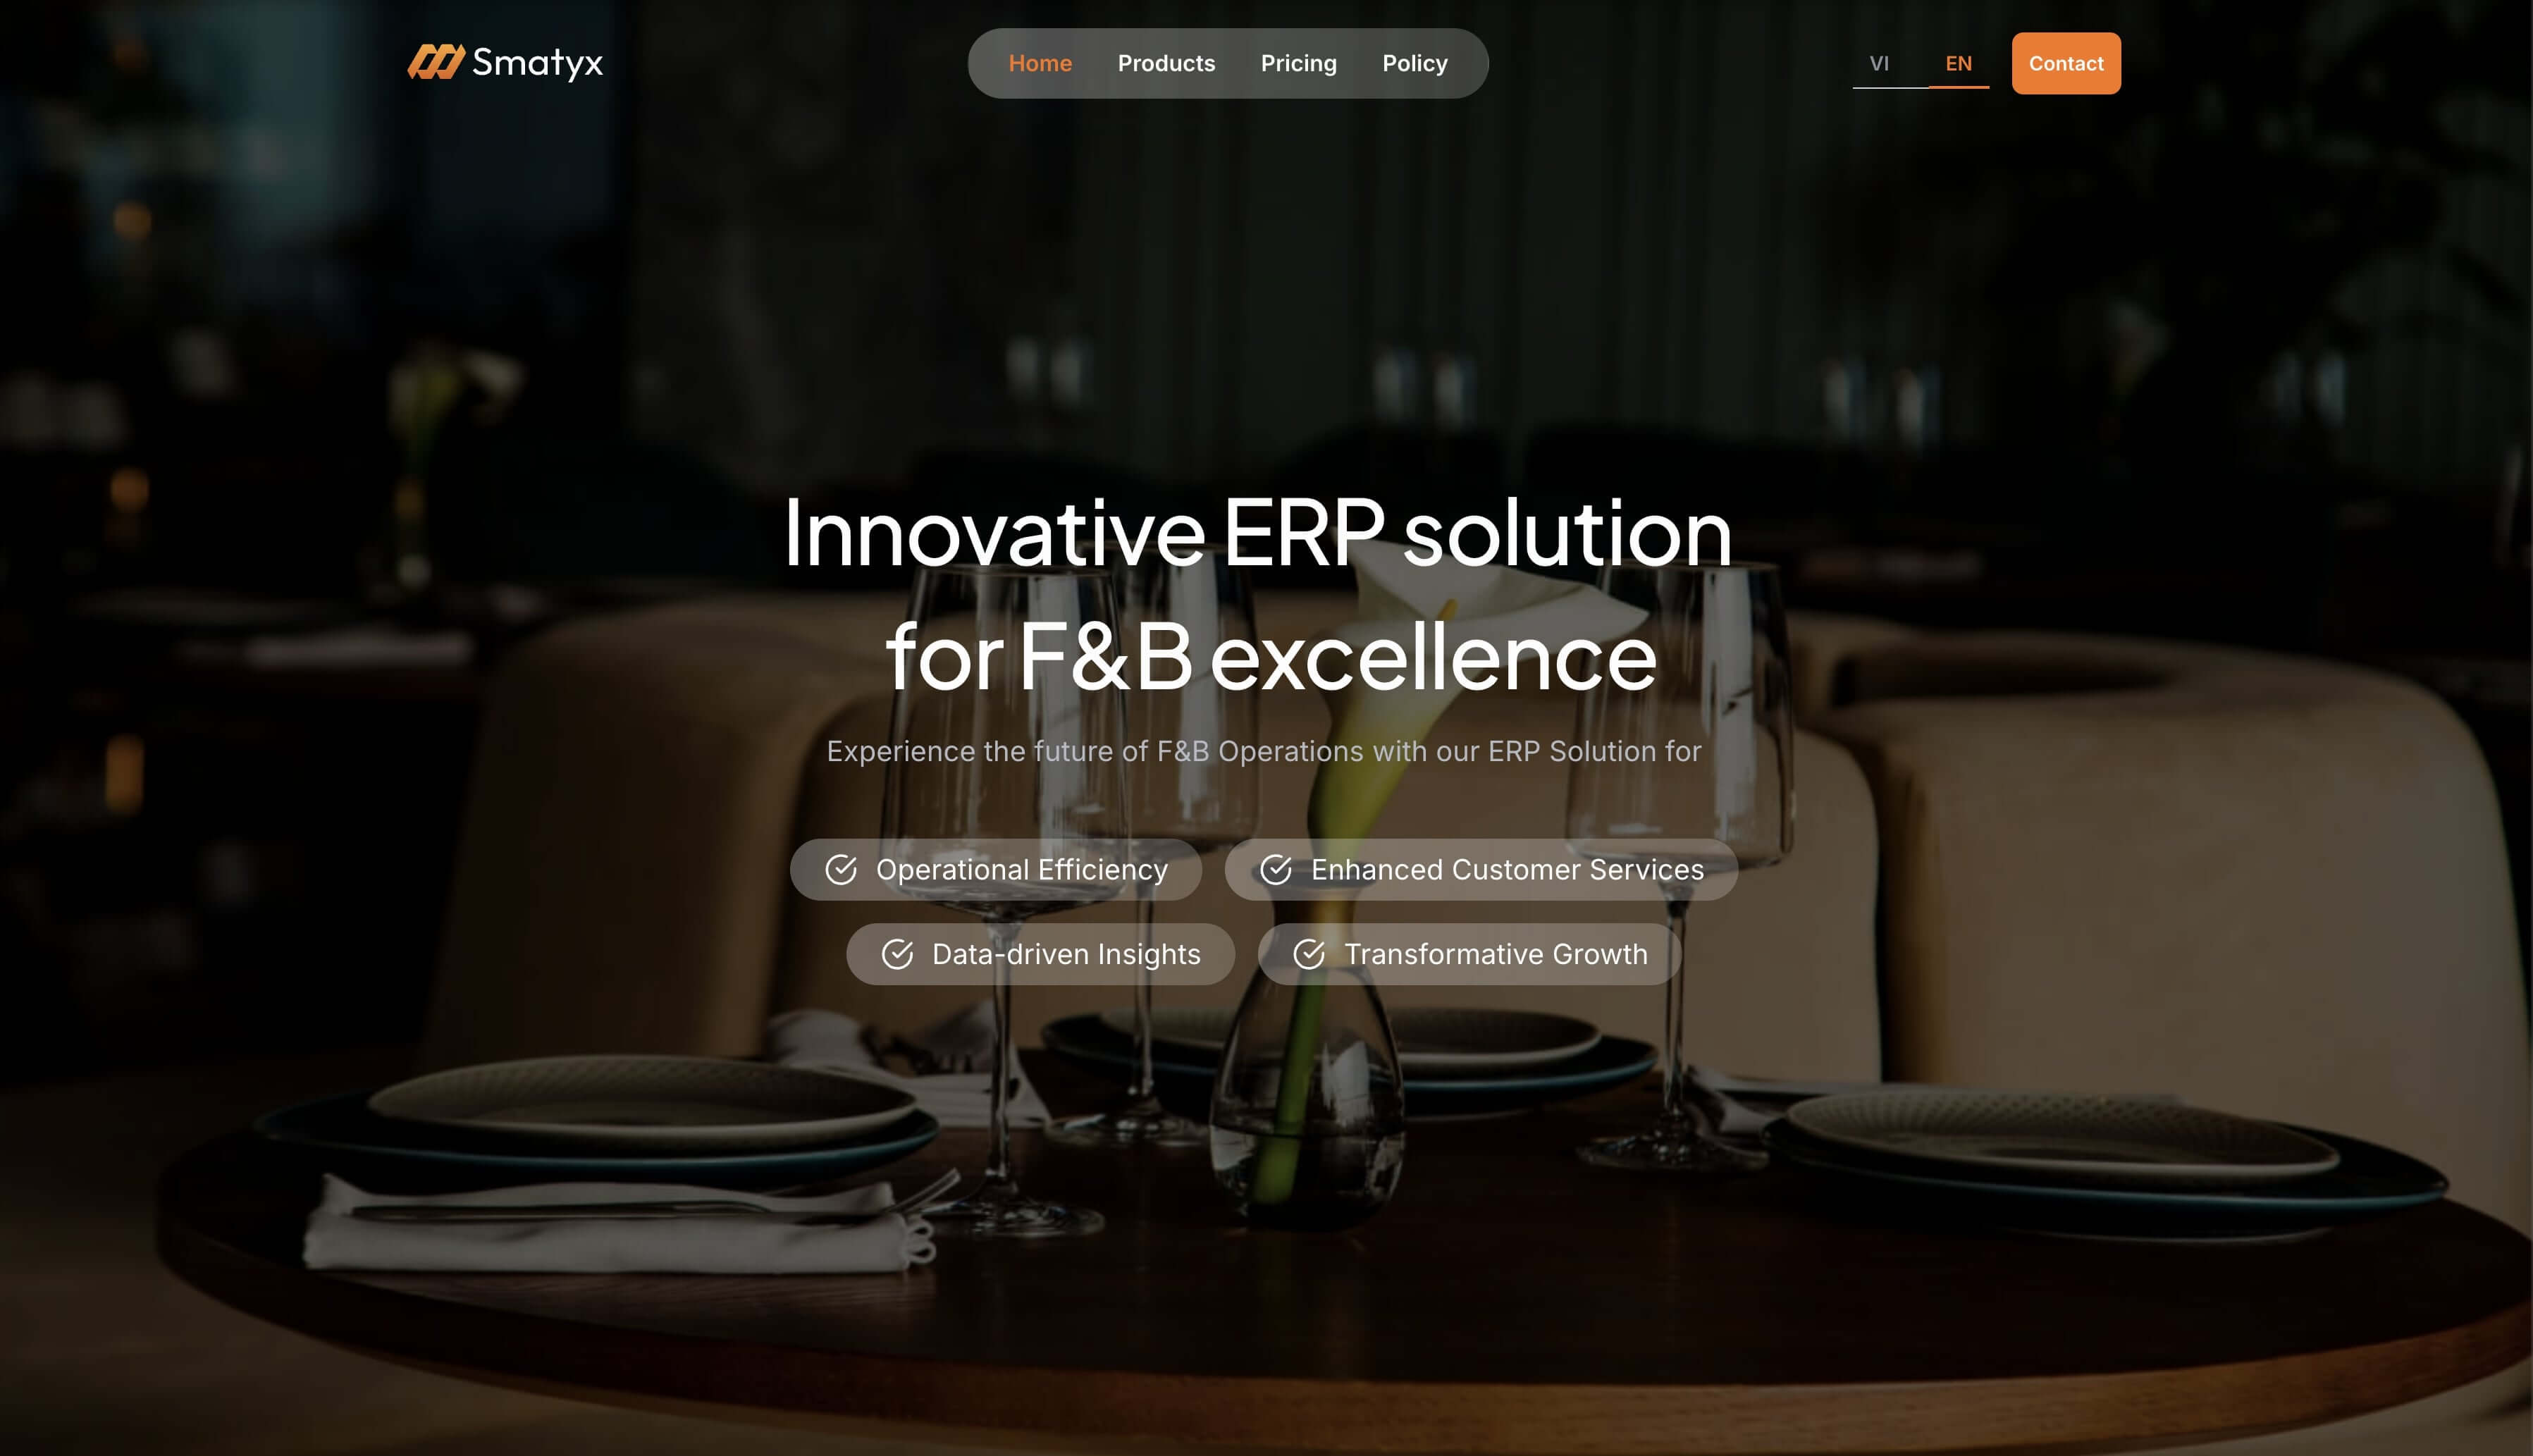 Smatyx
Home Products Pricing Policy
VI EN Contact
Innovative ERP solution
for F&B excellence
Experience the future of F&B Operations with our ERP Solution for
Operational Efficiency Enhanced Customer Services
Data-driven Insights Transformative Growth